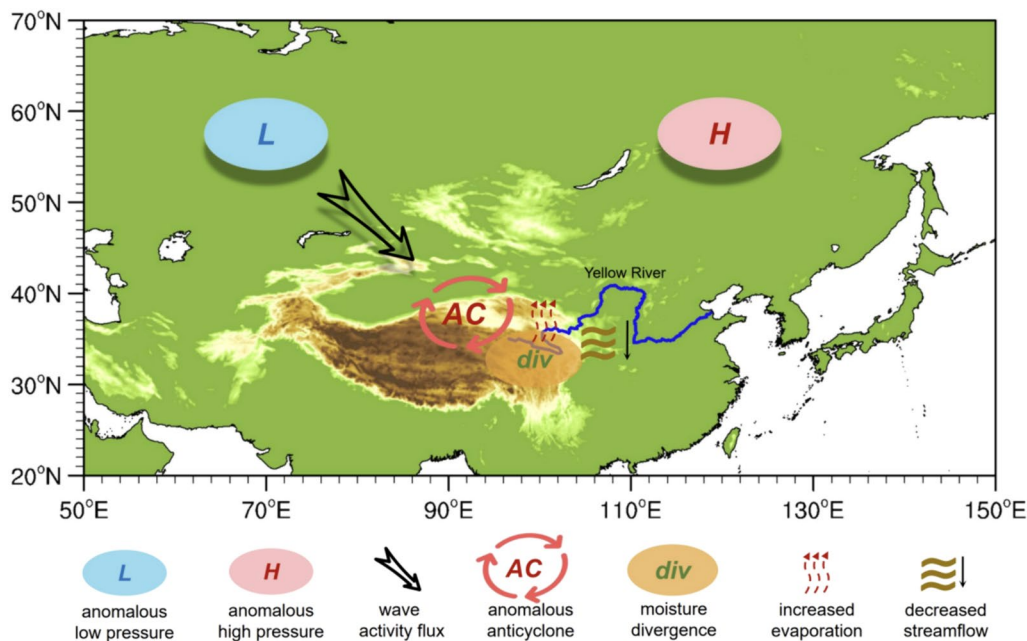 70°N
60°N
50°N
40°N
30°N
20°N
L
H
Yellow River
AC
div
50°E
70°E
90°E
110°E
130°E
150°E
L
H
AC
div
anomalous
low pressure
anomalous
high pressure
wave
activity flux
anomalous
anticyclone
moisture
divergence
increased
evaporation
decreased
streamflow